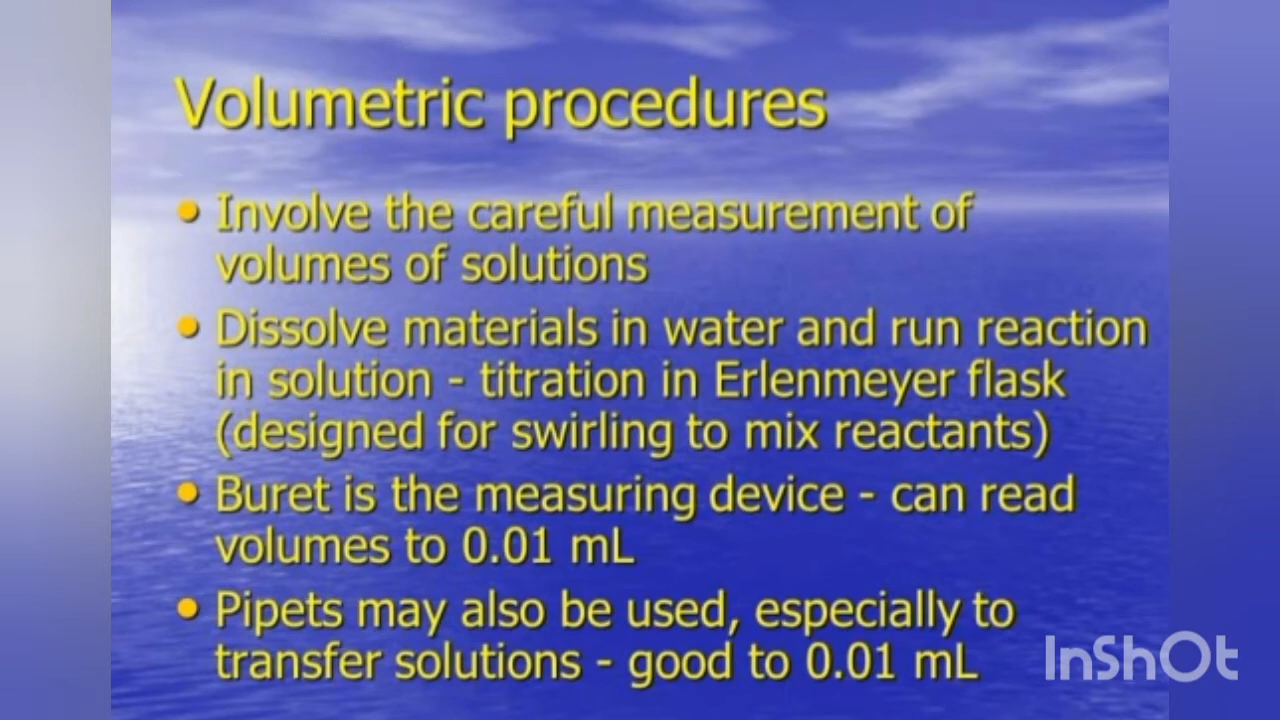 Volumetric procedures
• Involve the careful measurement of
volumes of solutions
• Dissolve materials in water and run reaction
in solution - titration in Erlenmeyer flask
(designed for swirling to mix reactants)
• Buret is the measuring device - can read
volumes to 0.01 mL
• Pipets may also be used, especially to
transfer solutions - good to 0.01 mL
InShOt